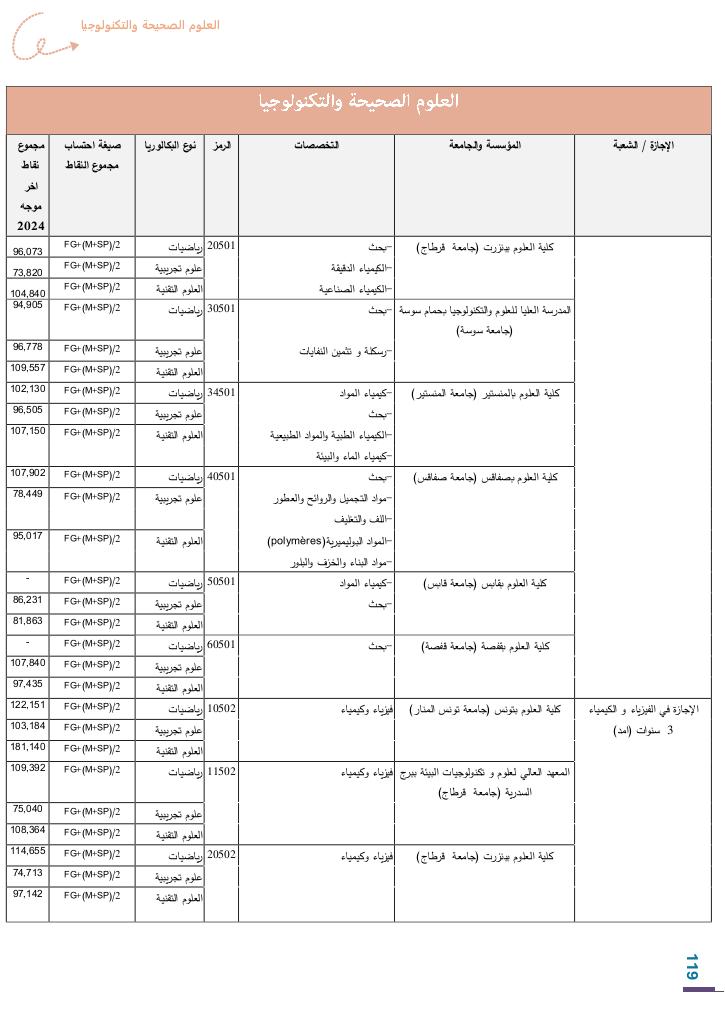 العلوم الصحيحة والتكنولوجيا
العلوم الصحيحة والتكنولوجيا
الإجازة / الشعبة	المؤسسة والجامعة	التخصصات	الرمز	نوع البكالوريا	صيغة احتساب مجموع النقاط	مجموع نقاط اخر موجه 2024
كلية العلوم ببنزرت (جامعة قرطاج)	–بحث	20501	رياضيات	FG+(M+SP)/2	96,073
–الكيمياء الدقيقة	علوم تجريبية	FG+(M+SP)/2	73,820
–الكيمياء الصناعية	العلوم التقنية	FG+(M+SP)/2	104,840
المدرسة العليا للعلوم والتكنولوجيا بحمام سوسة	–بحث	30501	رياضيات	FG+(M+SP)/2	94,905
(جامعة سوسة)
–رسكلة و تثمين النفايات	علوم تجريبية	FG+(M+SP)/2	96,778
العلوم التقنية	FG+(M+SP)/2	109,557
كلية العلوم بالمنستير (جامعة المنستير)	–كيمياء المواد	34501	رياضيات	FG+(M+SP)/2	102,130
–بحث	علوم تجريبية	FG+(M+SP)/2	96,505
–الكيمياء الطبية والمواد الطبيعية	العلوم التقنية	FG+(M+SP)/2	107,150
–كيمياء الماء والبيئة
كلية العلوم بصفاقس (جامعة صفاقس)	–بحث	40501	رياضيات	FG+(M+SP)/2	107,902
–مواد التجميل والروائح والعطور	علوم تجريبية	FG+(M+SP)/2	78,449
–اللف والتغليف
–المواد البوليميرية(polymères)	العلوم التقنية	FG+(M+SP)/2	95,017
–مواد البناء والخزف والبلور
كلية العلوم بقابس (جامعة قابس)	–كيمياء المواد	50501	رياضيات	FG+(M+SP)/2	-
–بحث	علوم تجريبية	FG+(M+SP)/2	86,231
العلوم التقنية	FG+(M+SP)/2	81,863
كلية العلوم بقفصة (جامعة قفصة)	–بحث	60501	رياضيات	FG+(M+SP)/2	-
علوم تجريبية	FG+(M+SP)/2	107,840
العلوم التقنية	FG+(M+SP)/2	97,435
الإجازة في الفيزياء و الكيمياء	كلية العلوم بتونس (جامعة تونس المنار)	فيزياء وكيمياء	10502	رياضيات	FG+(M+SP)/2	122,151
3 سنوات (أمد)	علوم تجريبية	FG+(M+SP)/2	103,184
العلوم التقنية	FG+(M+SP)/2	181,140
المعهد العالي لعلوم و تكنولوجيات البيئة ببرج	فيزياء وكيمياء	11502	رياضيات	FG+(M+SP)/2	109,392
السدرية (جامعة قرطاج)
علوم تجريبية	FG+(M+SP)/2	75,040
العلوم التقنية	FG+(M+SP)/2	108,364
كلية العلوم ببنزرت (جامعة قرطاج)	فيزياء وكيمياء	20502	رياضيات	FG+(M+SP)/2	114,655
علوم تجريبية	FG+(M+SP)/2	74,713
العلوم التقنية	FG+(M+SP)/2	97,142
119